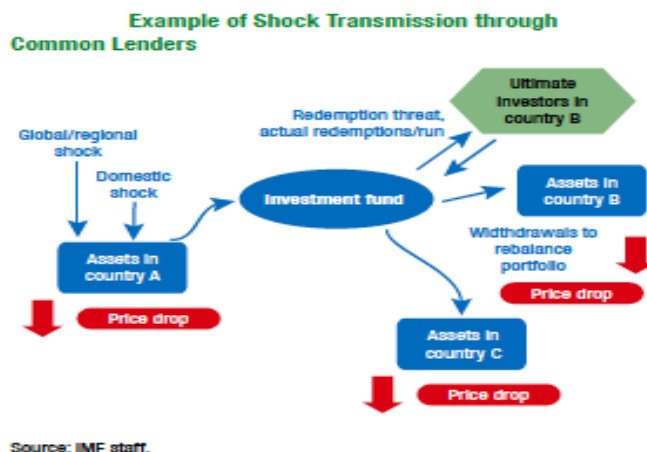 Example of Shock Transmission through
Common Lenders
Ultimate
Investors in
country B
Redemption threat,
actual redemptions/run
Global/regional
shock
Domestic
shock
Investment fund
Assets in
country B
Assets in
country A
Widthdrawals to
rebalance
portfolio
Price drop
Price drop
Assets in
country C
Price drop
Source: IMF staff.